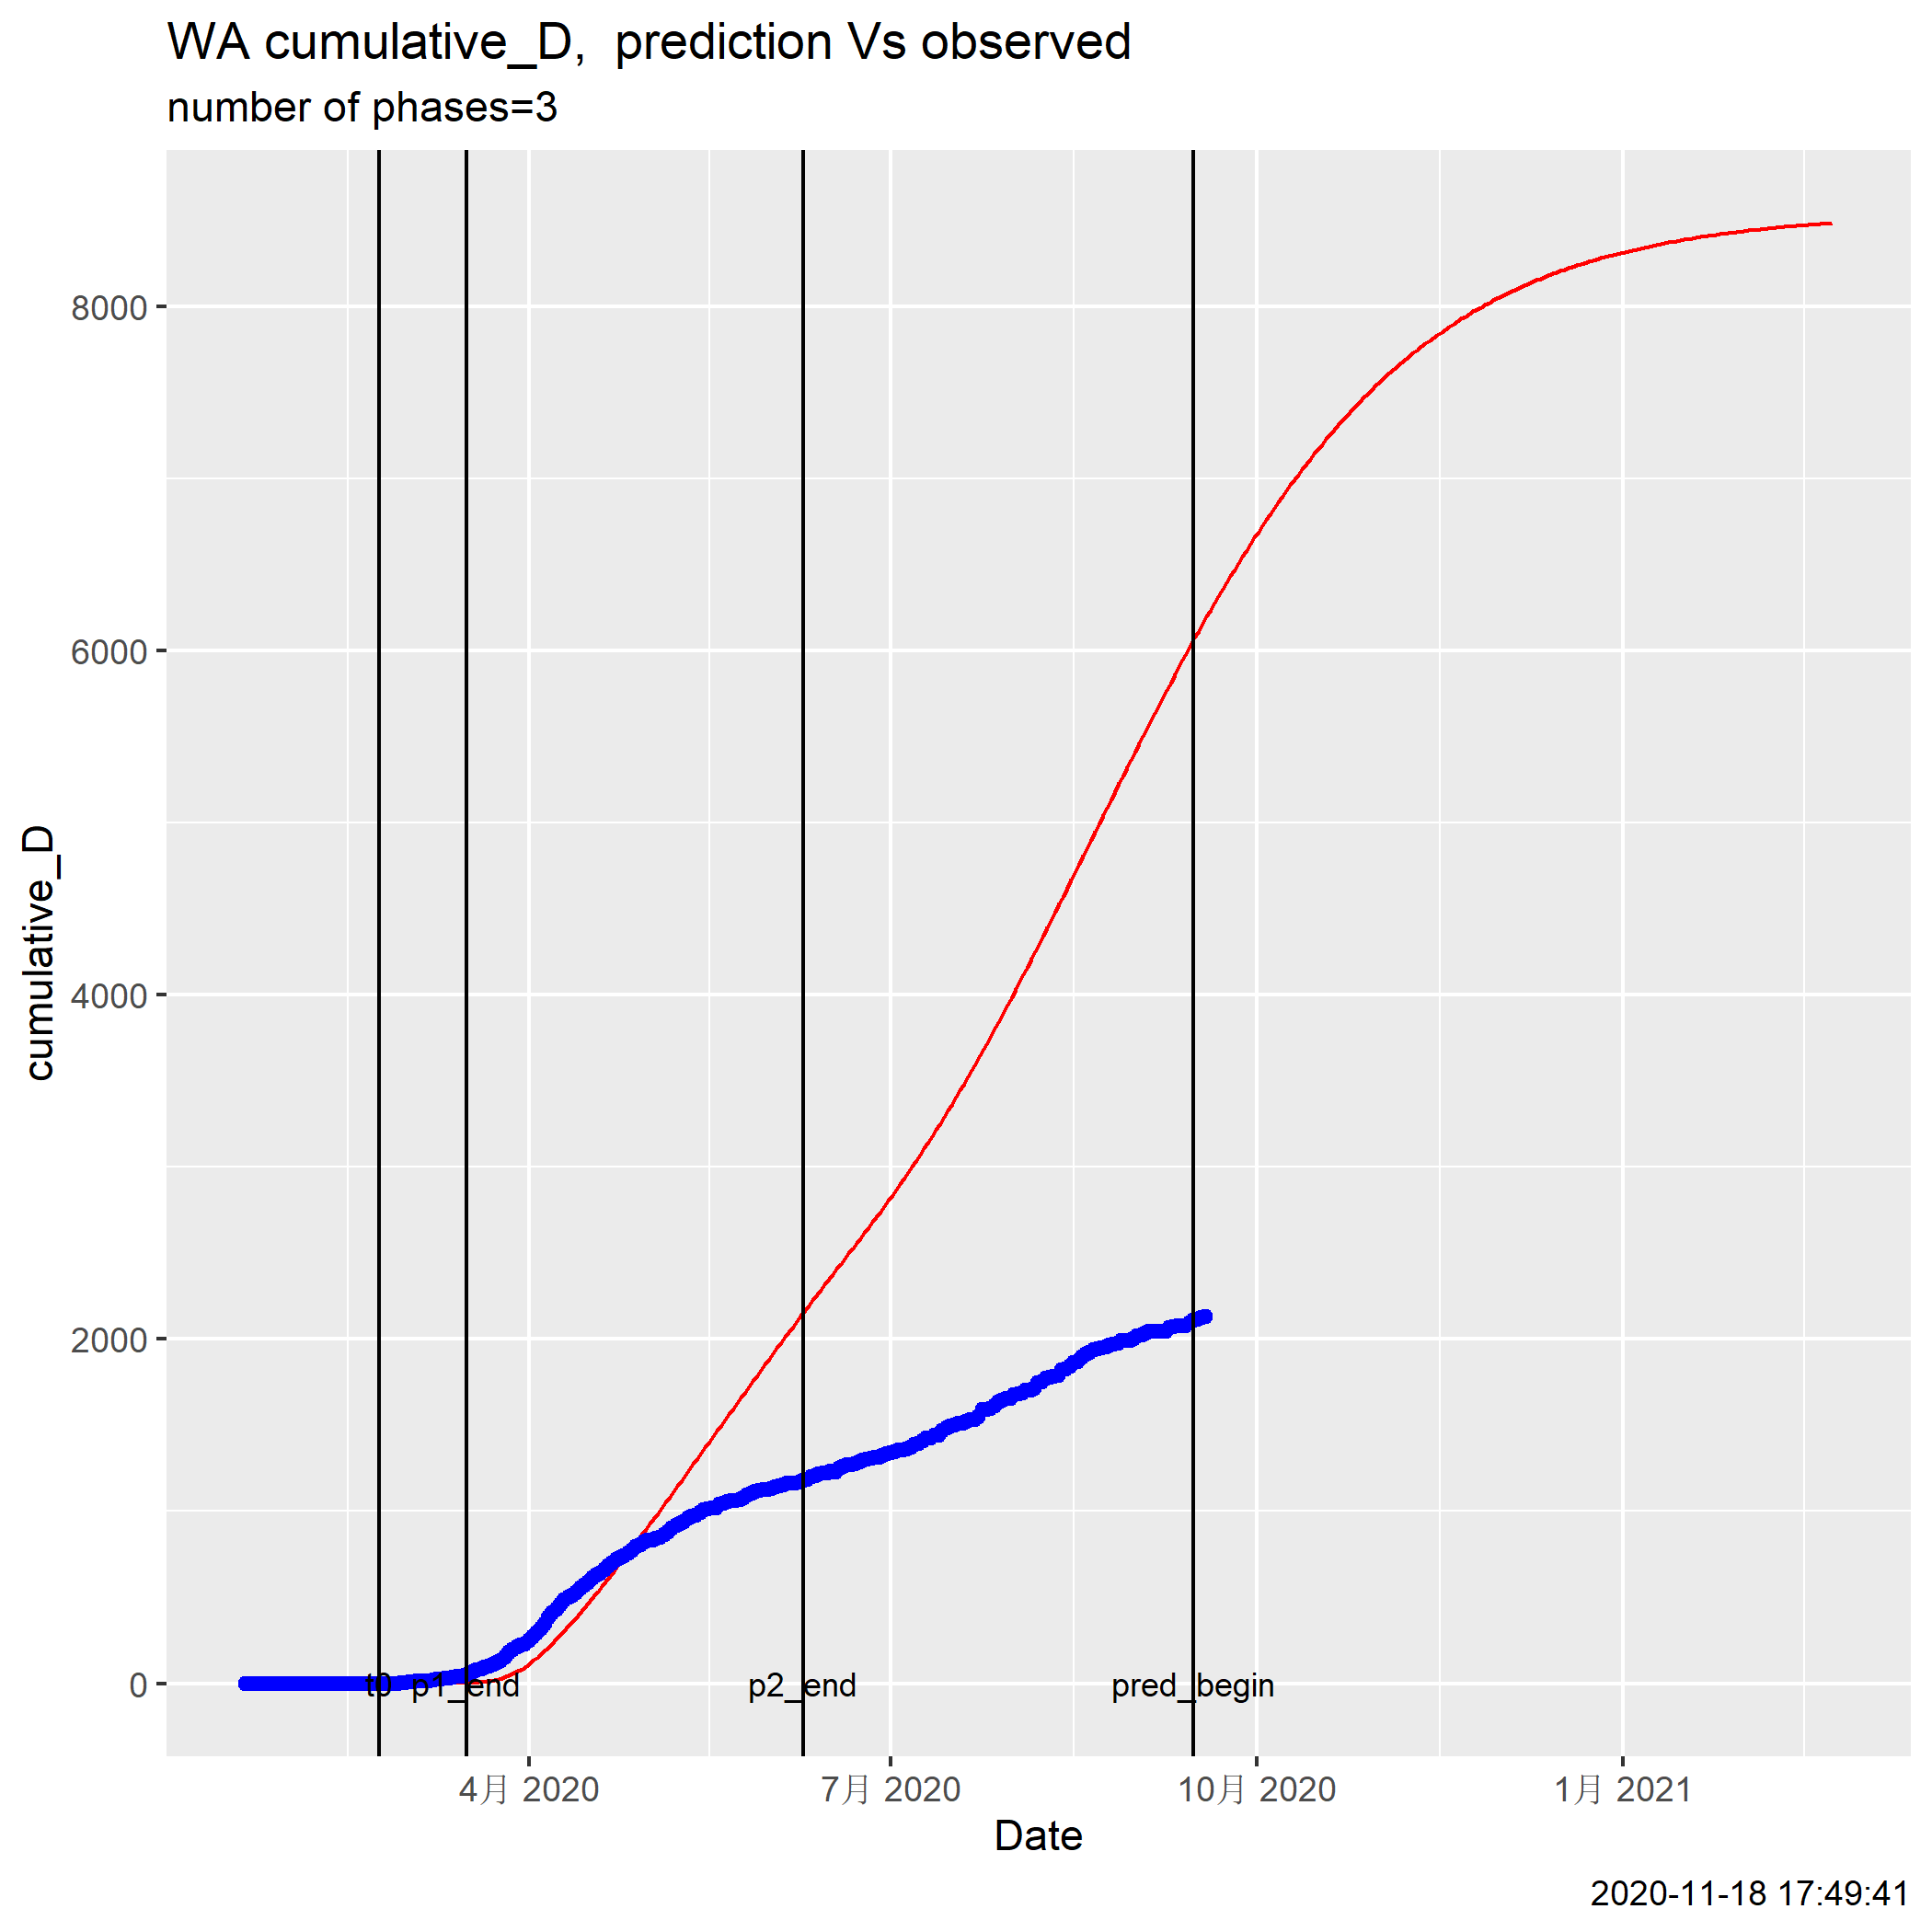 WA cumulative_D,  prediction Vs observed
number of phases=3
cumulative_D
8000
6000
4000
2000
0
t0 p1_end p2_end pred_begin
4月 2020 7月 2020 10月 2020 1月 2021
Date
2020-11-18 17:49:41